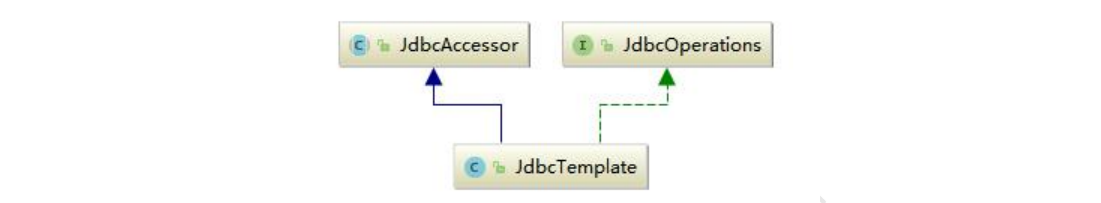 C JdbcAccessor
I JdbcOperations
C JdbcTemplate